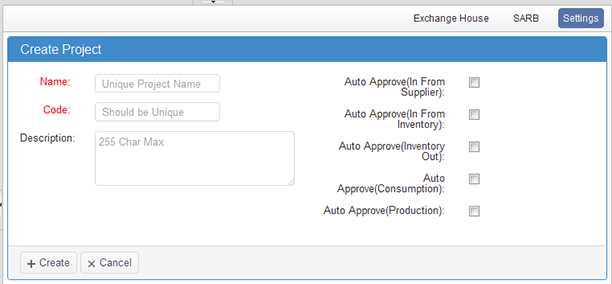 Exchange House SARB Settings
Create Project
Name: Unique Project Name
Code: Should be Unique
Description: 255 Char Max
Auto Approve(In From
Supplier):
Auto Approve(In From
Inventory):
Auto Approve(Inventory
Out):
Auto
Approve(Consumption):
Auto Approve(Production):
+ Create × Cancel